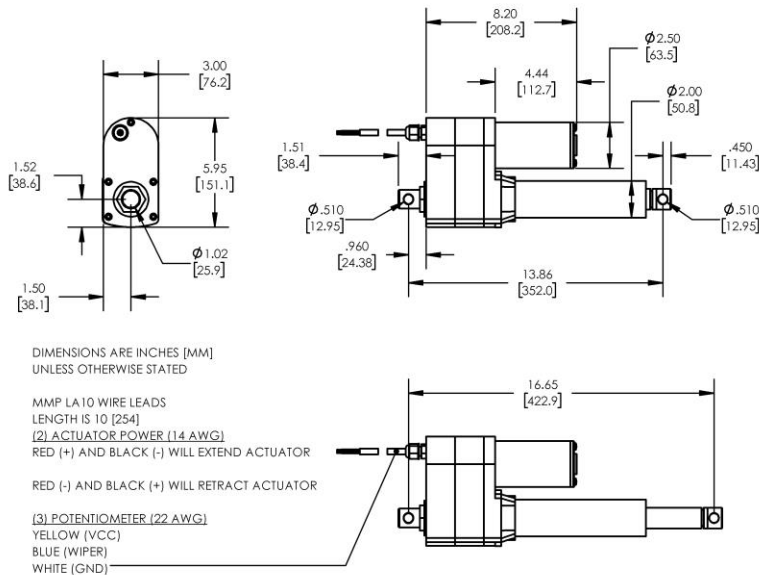 8.20
[208.2]
Ø2.50
[63.5]
3.00
[76.2]
4.44
[112.7]
Ø2.00
[50.8]
1.51
[38.4]
.450
[11.43]
1.52
[38.6]
5.95
[151.1]
Ø.510
[12.95]
Ø.510
[12.95]
Ø1.02
[25.9]
.960
[24.38]
13.86
[352.0]
1.50
[38.1]
DIMENSIONS ARE INCHES [MM]
UNLESS OTHERWISE STATED
16.65
[422.9]
MMP LA10 WIRE LEADS
LENGTH IS 10 [254]
(2) ACTUATOR POWER (14 AWG)
RED (+) AND BLACK (-) WILL EXTEND ACTUATOR
RED (-) AND BLACK (+) WILL RETRACT ACTUATOR
(3) POTENTIOMETER (22 AWG)
YELLOW (VCC)
BLUE (WIPER)
WHITE (GND)